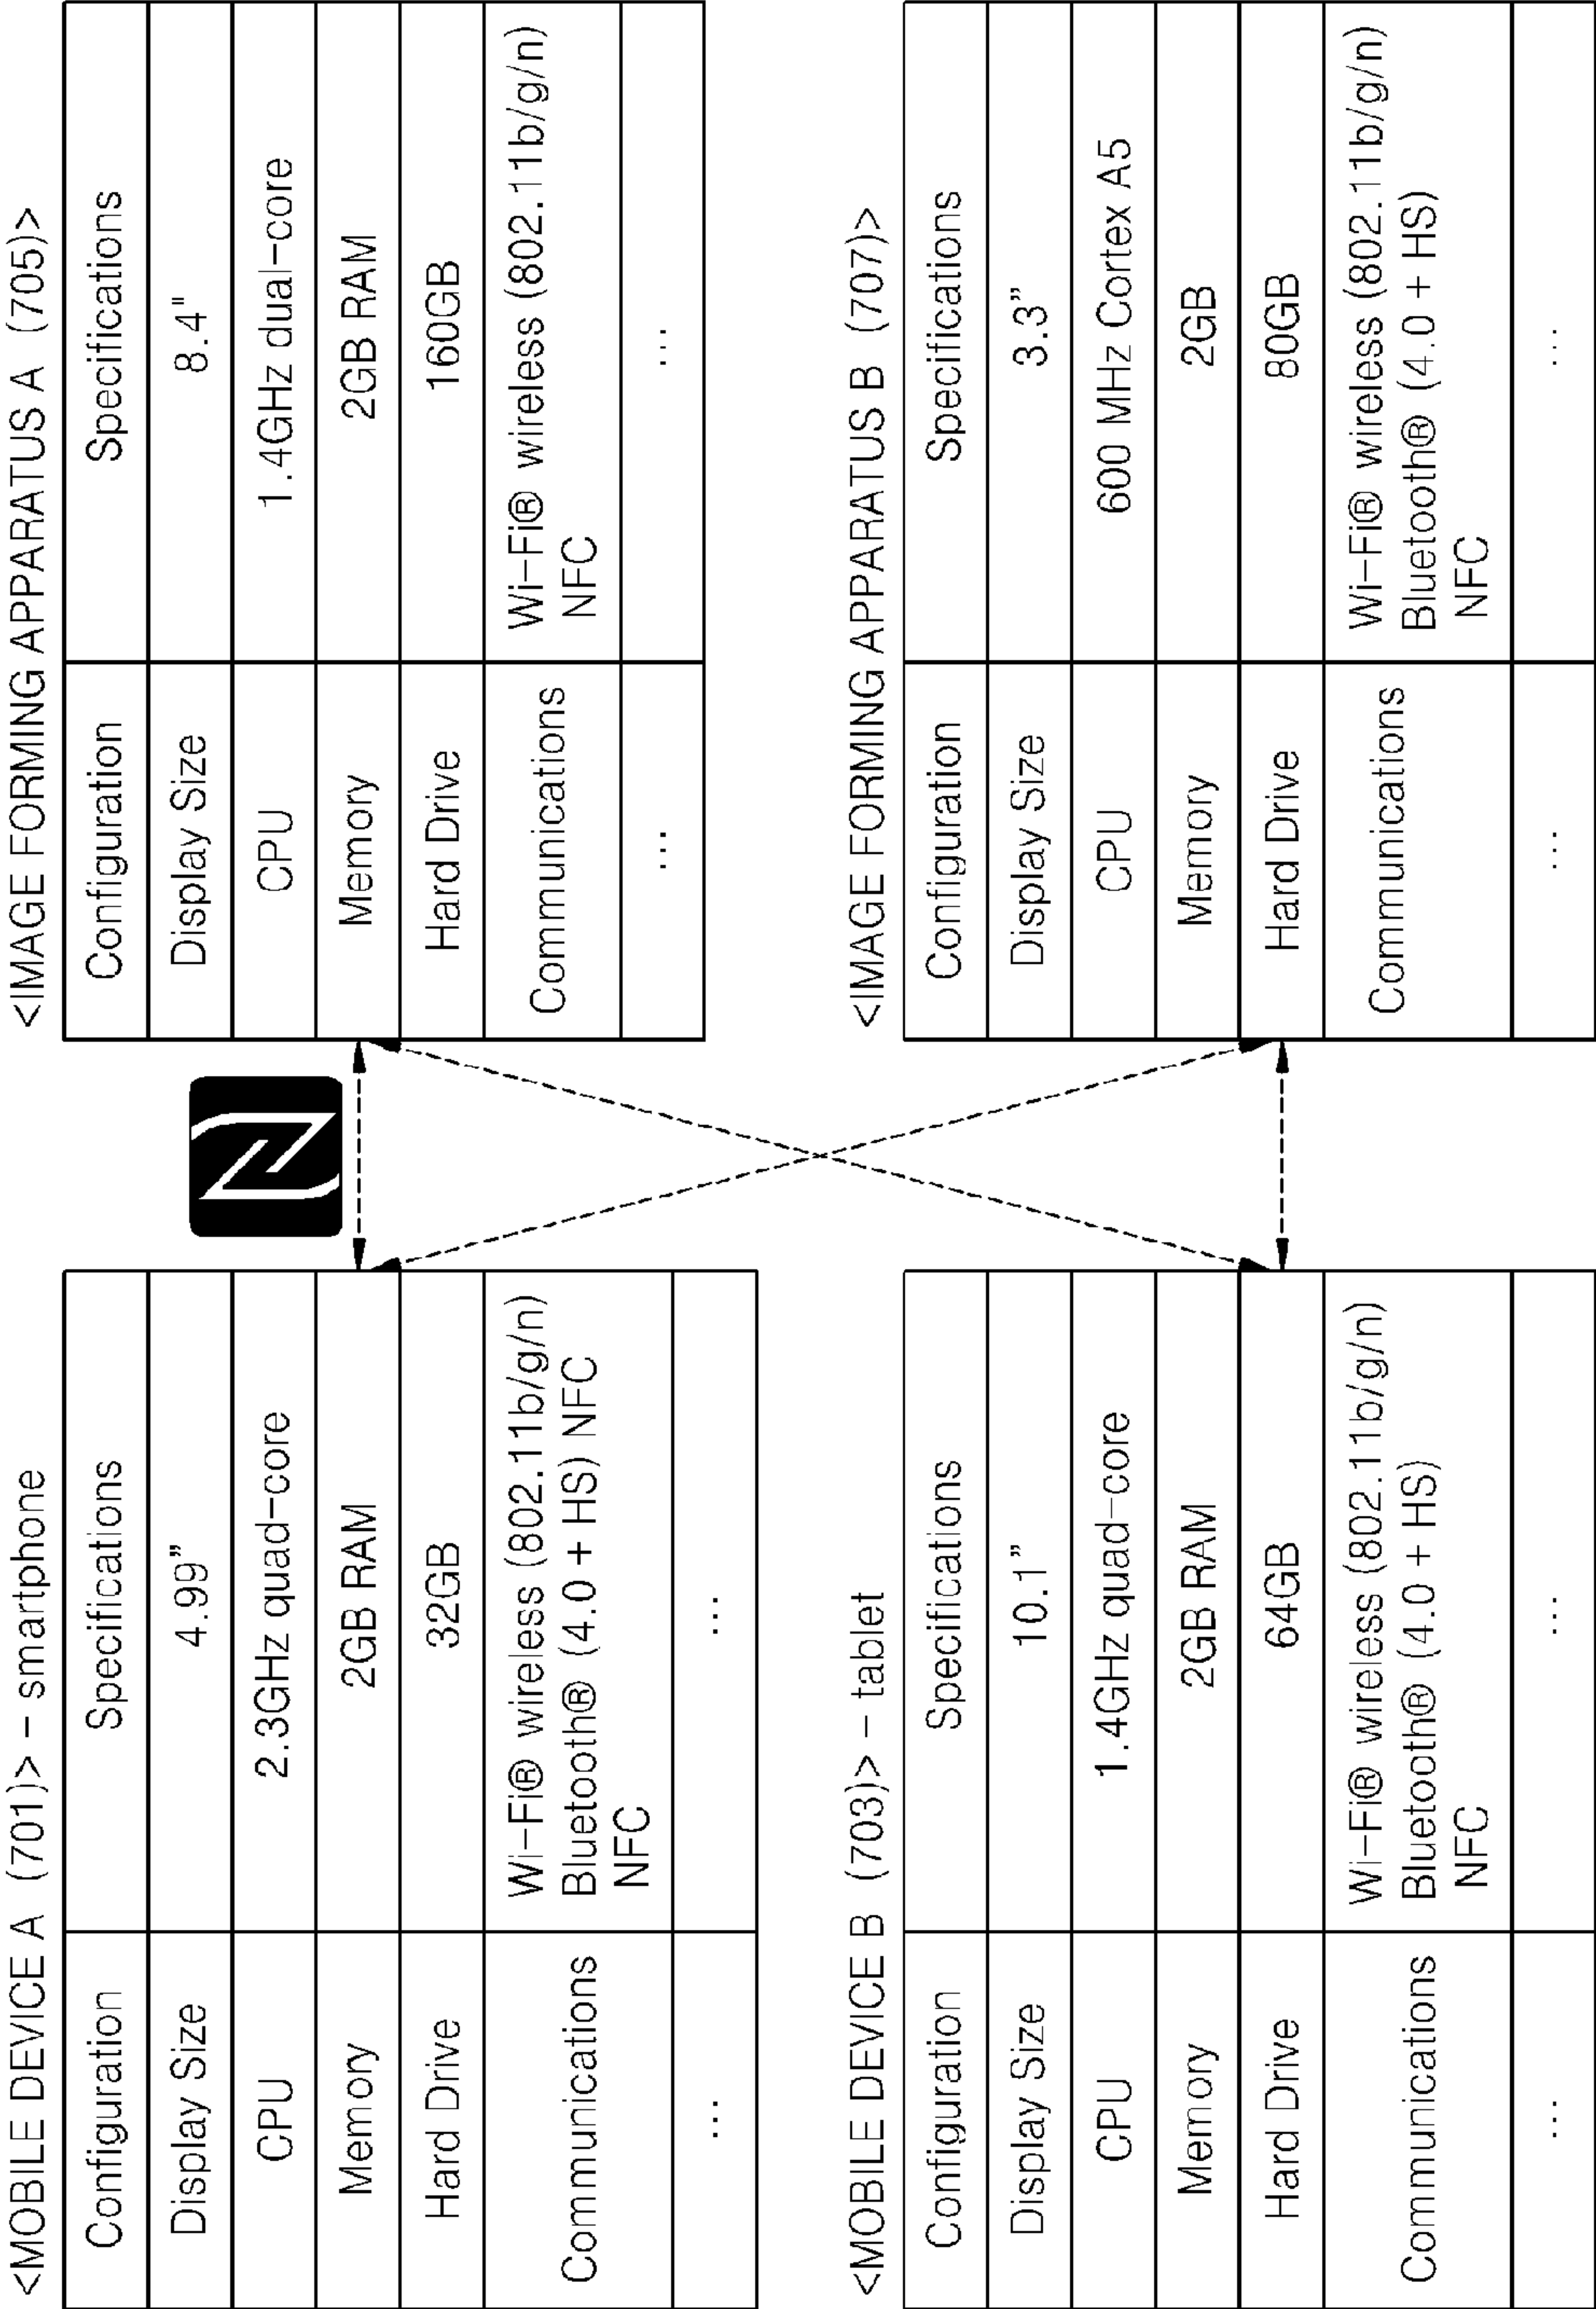 <MOBILE DEVICE A (701)> - smartphone
Configuration Specifications
Display Size 4.99”
CPU 2.3GHz quad-core
Memory 2GB RAM
Hard Drive 32GB
Communications Wi-Fi® wireless (802.11b/g/n)
Bluetooth® (4.0 + HS) NFC
NFC
... ...
<IMAGE FORMING APPARATUS A (705)>
Configuration Specifications
Display Size 8.4"
CPU 1.4GHz dual-core
Memory 2GB RAM
Hard Drive 160GB
Communications Wi-Fi® wireless (802.11b/g/n)
NFC
... ...
<MOBILE DEVICE B (703)> - tablet
Configuration Specifications
Display Size 10.1”
CPU 1.4GHz quad-core
Memory 2GB RAM
Hard Drive 64GB
Communications Wi-Fi® wireless (802.11b/g/n)
Bluetooth® (4.0 + HS)
NFC
... ...
<IMAGE FORMING APPARATUS B (707)>
Configuration Specifications
Display Size 3.3”
CPU 600 MHz Cortex A5
Memory 2GB
Hard Drive 80GB
Communications Wi-Fi® wireless (802.11b/g/n)
Bluetooth® (4.0 + HS)
NFC
... ...